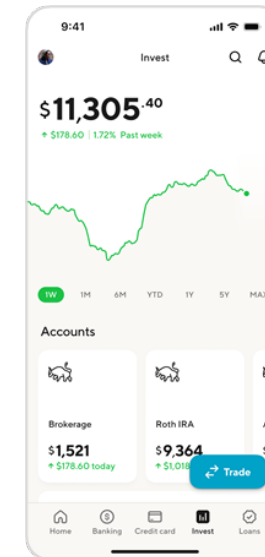 9:41
Invest
$11,305.40
↑ $178.60 | 1.72% Past week
1W 1M 6M YTD 1Y 5Y MAX
Accounts
Brokerage Roth IRA
$1,521 $9,364
↑ $178.60 today ↑ $1,018
Trade
Home Banking Credit card Invest Loans